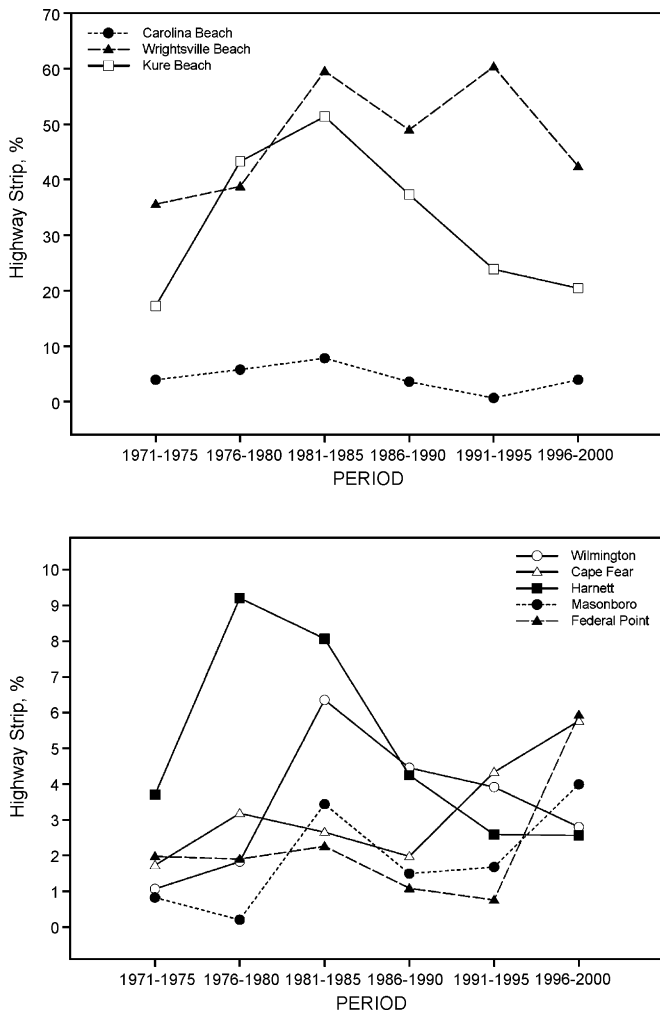 70
60
50
40
30
20
10
0
Highway Strip, %
Carolina Beach
Wrightsville Beach
Kure Beach
1971-1975 1976-1980 1981-1985 1986-1990 1991-1995 1996-2000
PERIOD
10
9
8
7
6
5
4
3
2
1
0
Highway Strip, %
Wilmington
Cape Fear
Harnett
Masonboro
Federal Point
1971-1975 1976-1980 1981-1985 1986-1990 1991-1995 1996-2000
PERIOD